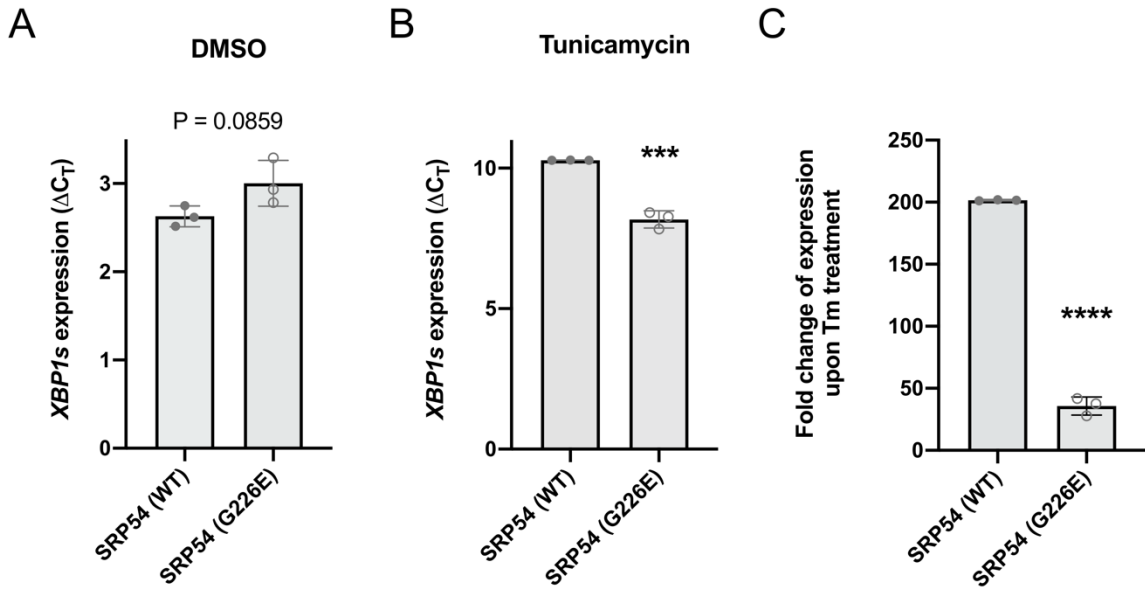 A
DMSO
P = 0.0859
XBP1s expression (ΔCT)
3
2
1
0
SRP54 (WT)
SRP54 (G226E)
B
Tunicamycin
***
XBP1s expression (ΔCT)
10
5
0
SRP54 (WT)
SRP54 (G226E)
C
Fold change of expression
upon Tm treatment
250
200
150
100
50
0
****
SRP54 (WT)
SRP54 (G226E)